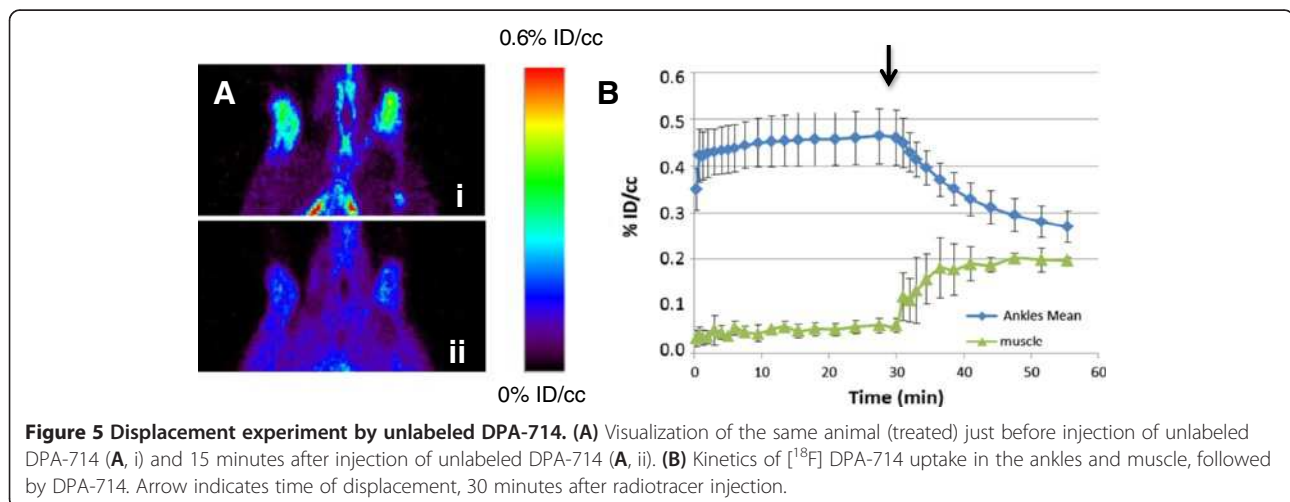 0.6% ID/cc
A
i
ii
0% ID/cc
B
0.6
0.5
0.4
0.3
0.2
0.1
0.0
% ID/cc
Ankles Mean
muscle
0 10 20 30 40 50 60
Time (min)
Figure 5 Displacement experiment by unlabeled DPA-714. (A) Visualization of the same animal (treated) just before injection of unlabeled
DPA-714 (A, i) and 15 minutes after injection of unlabeled DPA-714 (A, ii). (B) Kinetics of [18F] DPA-714 uptake in the ankles and muscle, followed
by DPA-714. Arrow indicates time of displacement, 30 minutes after radiotracer injection.